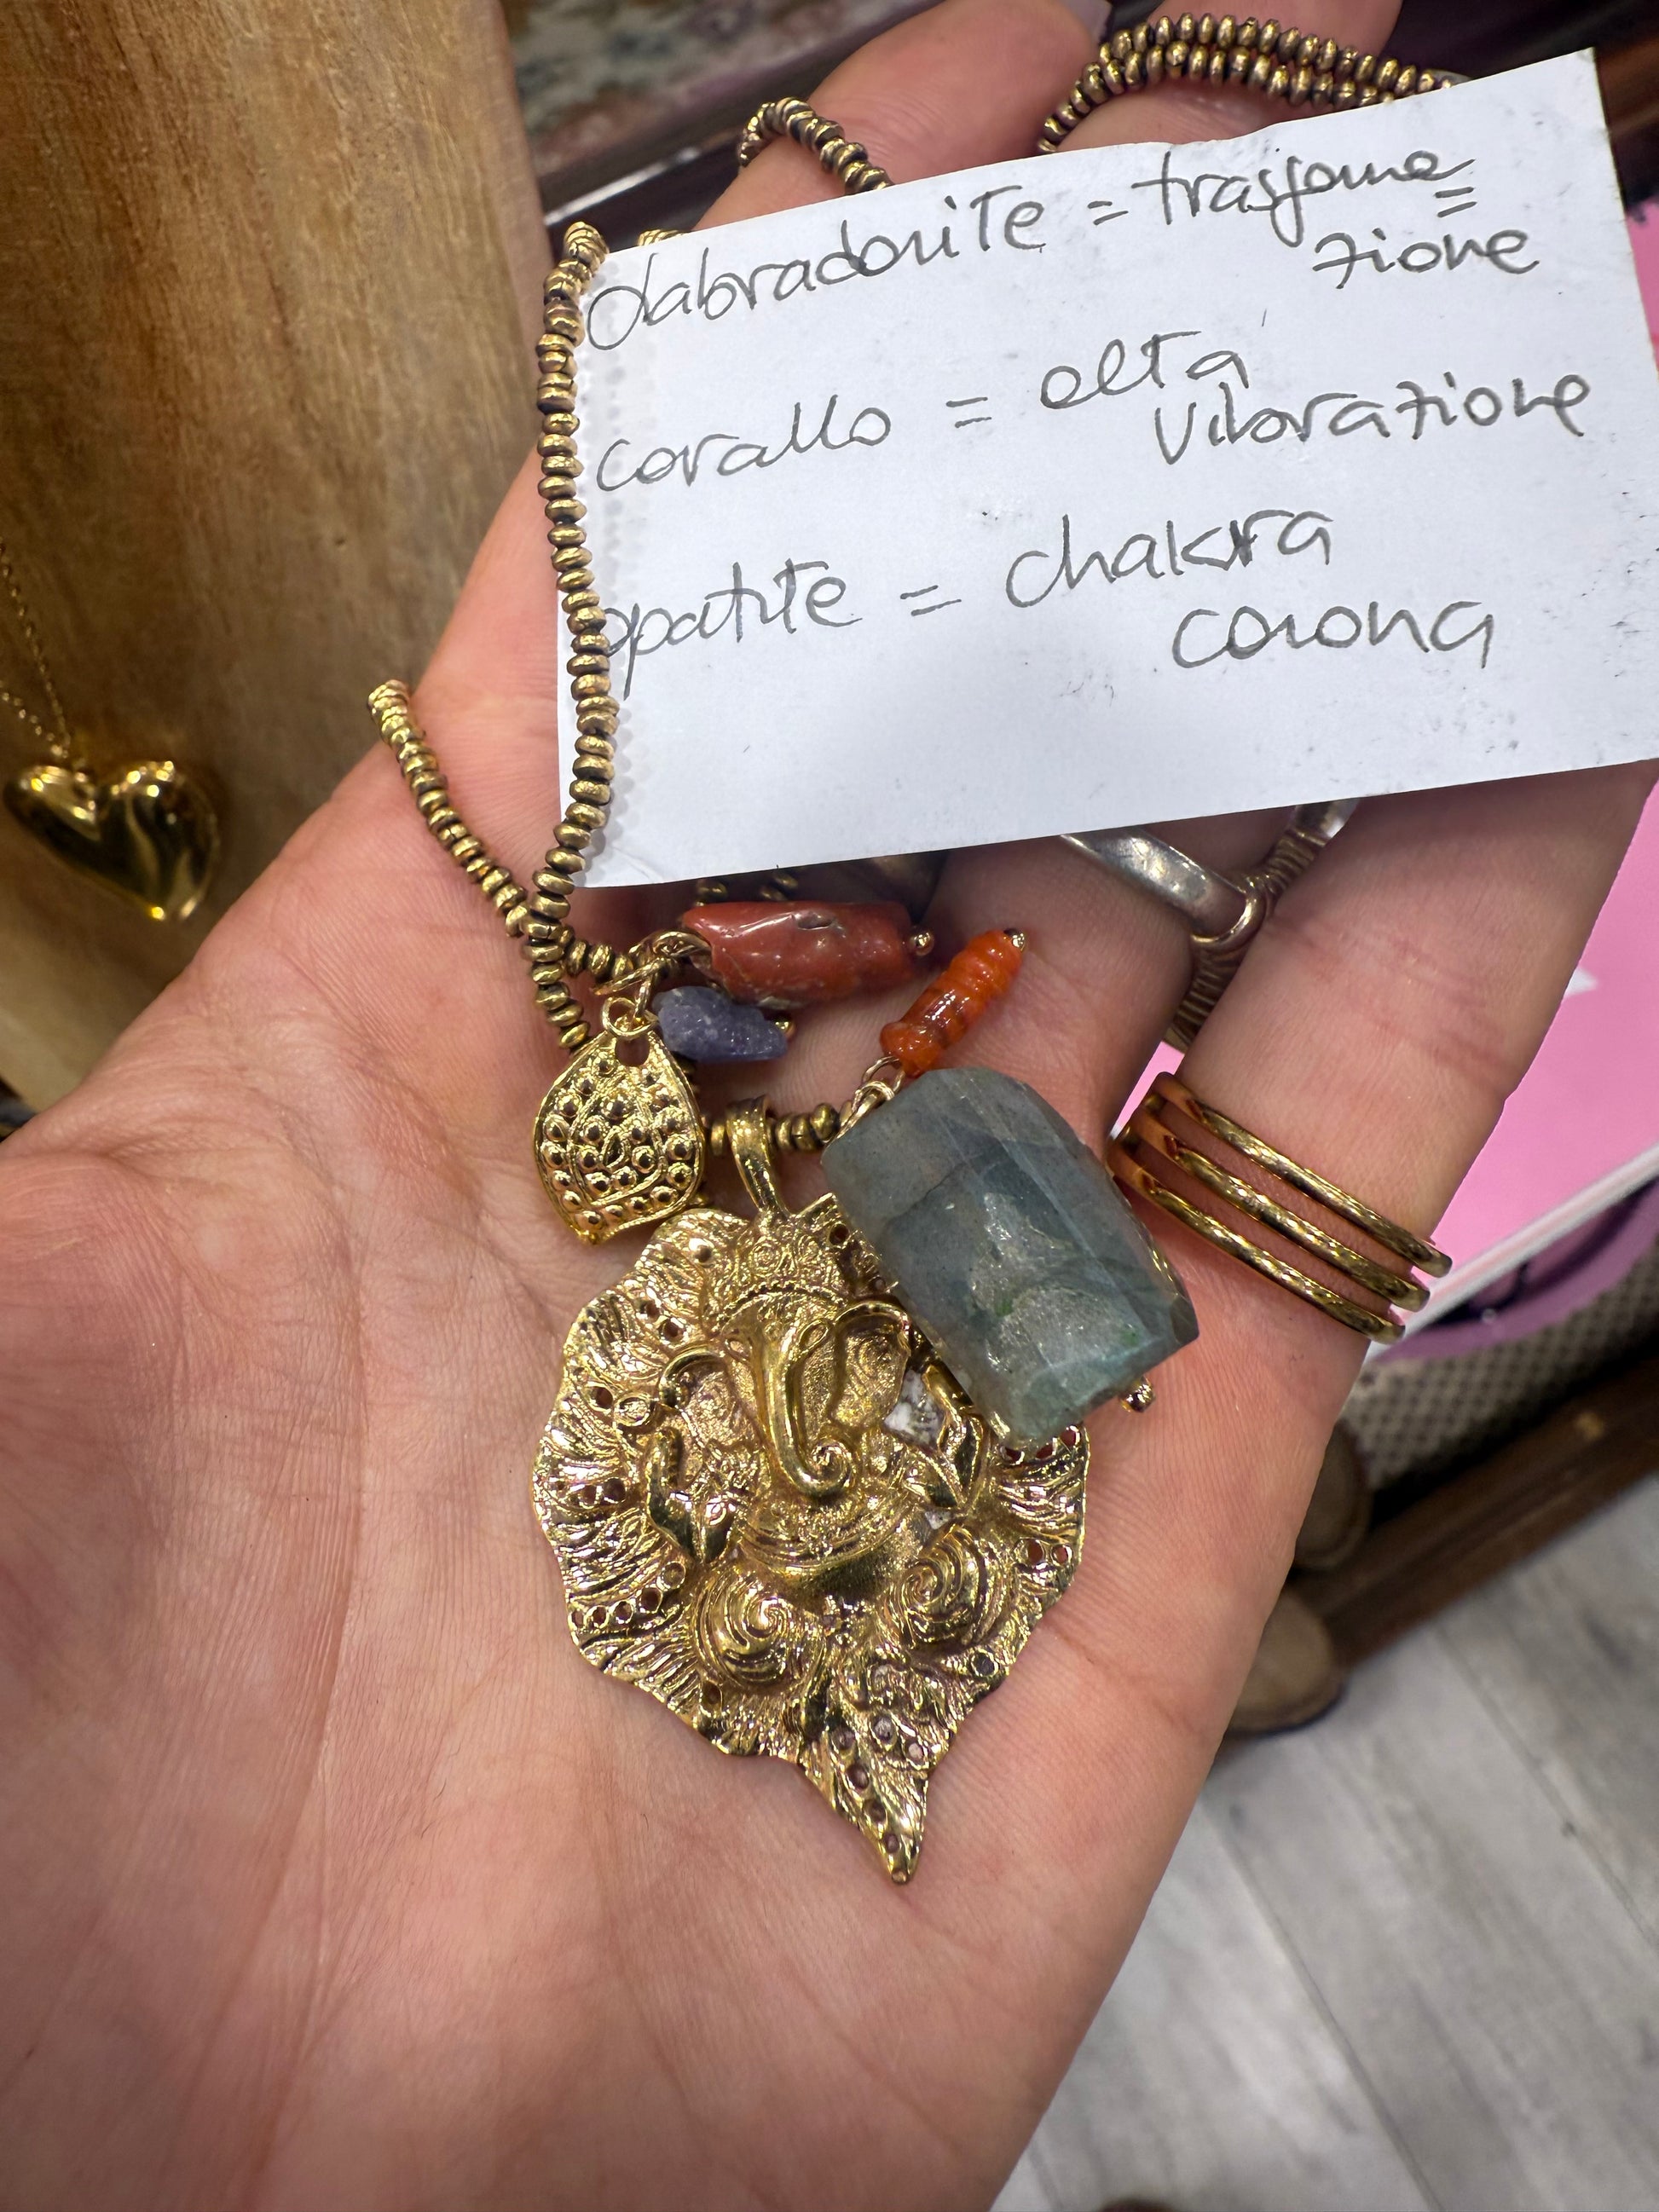 labradorite = trasforma=
zione
corallo = alta
vibrazione
apatite = chakra
corona